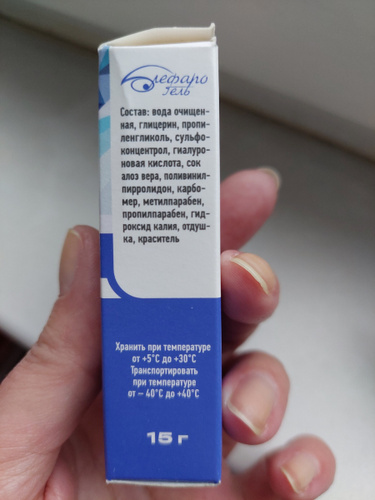 Блефаро
Гель
Состав: вода очищен-
ная, глицерин, пропи-
ленгликоль, сульфо-
концентрол, гиалуро-
новая кислота, сок
алоэ вера, поливинил-
пирролидон, карбо-
мер, метилпарабен,
пропилпарабен, гид-
роксид калия, отдуш-
ка, краситель
Хранить при температуре
от +5°С до +30°С
Транспортировать
при температуре
от – 40°С до +40°С
15 г